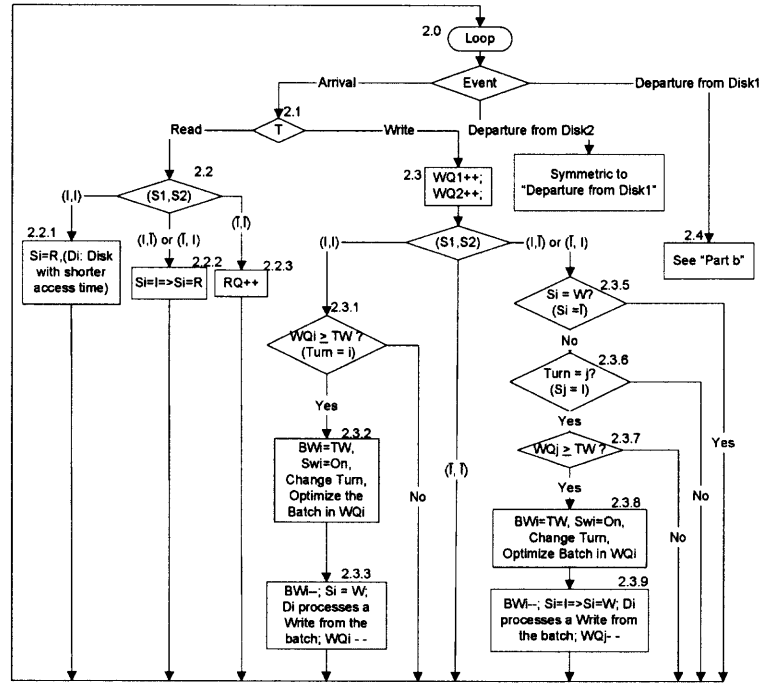 2.0
Loop
Event
Arrival
Departure from Disk1
2.1
T
Read
Write
Departure from Disk2
2.2
(S1,S2)
(I,I)
(I,Ī) or (Ī, I)
(Ī,Ī)
2.2.1
Si=R,(Di: Disk
with shorter
access time)
2.2.2
Si=I=>Si=R
2.2.3
RQ++
2.3
WQ1++;
WQ2++;
Symmetric to
"Departure from Disk1"
2.4
See "Part b"
(S1,S2)
(I,I)
(I,Ī) or (Ī, I)
(Ī, Ī)
2.3.1
WQi ≥ TW ?
(Turn = i)
Yes
No
2.3.2
BWi=TW,
Swi=On,
Change Turn,
Optimize the
Batch in WQi
2.3.3
BWi--; Si = W;
Di processes a
Write from the
batch; WQi - -
2.3.5
Si = W?
(Si =Ī)
No
Yes
2.3.6
Turn = j?
(Sj = I)
Yes
No
2.3.7
WQj ≥ TW ?
Yes
No
2.3.8
BWi=TW, Swi=On,
Change Turn,
Optimize Batch in WQi
2.3.9
BWi--; Si=I=>Si=W; Di
processes a Write from
the batch; WQj- -